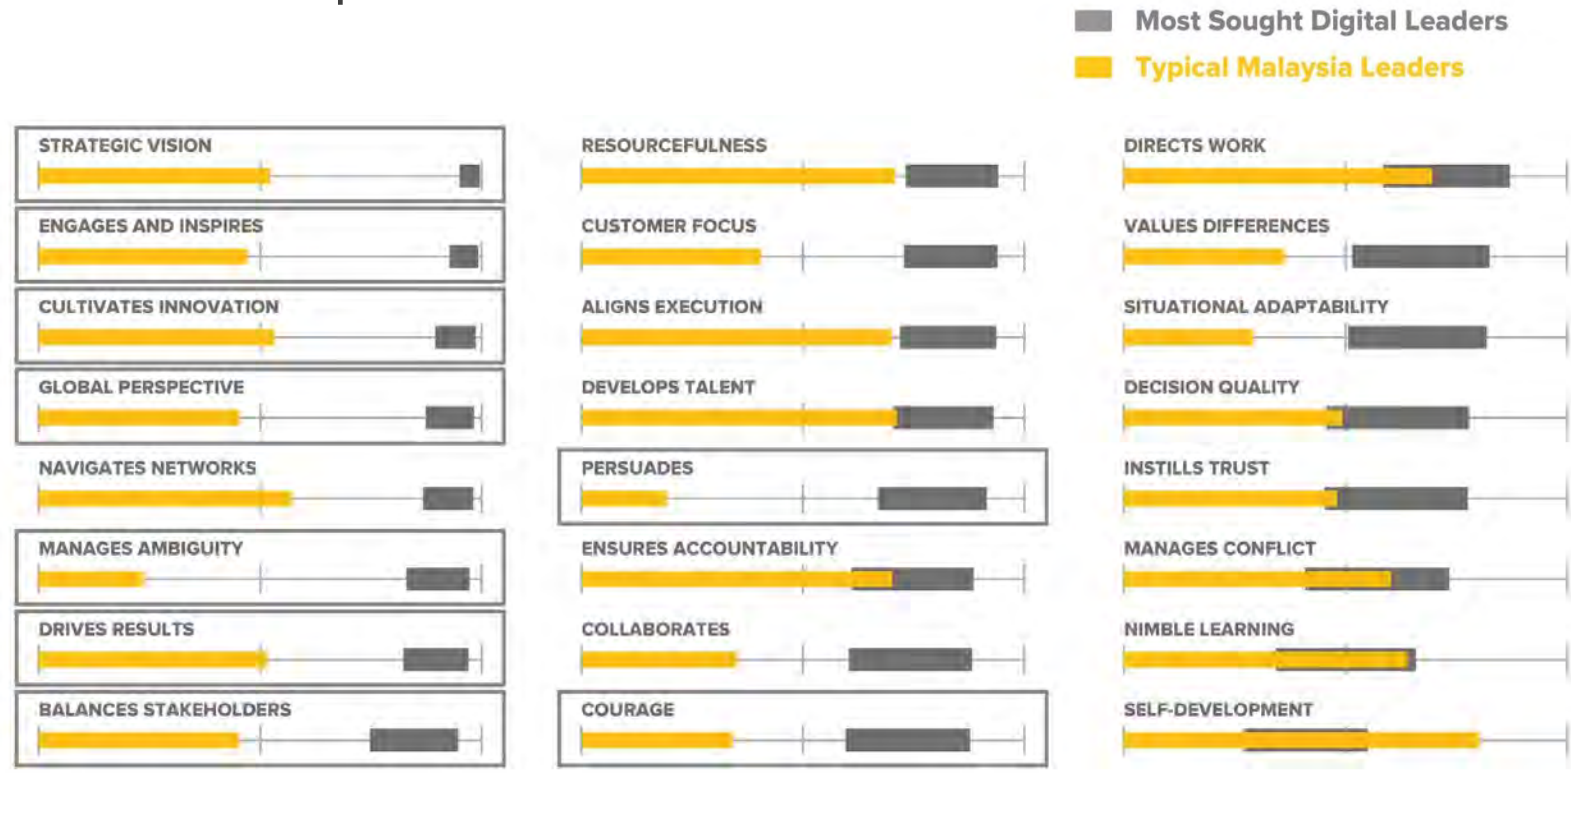 Most Sought Digital Leaders
Typical Malaysia Leaders
STRATEGIC VISION
ENGAGES AND INSPIRES
CULTIVATES INNOVATION
GLOBAL PERSPECTIVE
NAVIGATES NETWORKS
MANAGES AMBIGUITY
DRIVES RESULTS
BALANCES STAKEHOLDERS
RESOURCEFULNESS
CUSTOMER FOCUS
ALIGNS EXECUTION
DEVELOPS TALENT
PERSUADES
ENSURES ACCOUNTABILITY
COLLABORATES
COURAGE
DIRECTS WORK
VALUES DIFFERENCES
SITUATIONAL ADAPTABILITY
DECISION QUALITY
INSTILLS TRUST
MANAGES CONFLICT
NIMBLE LEARNING
SELF-DEVELOPMENT